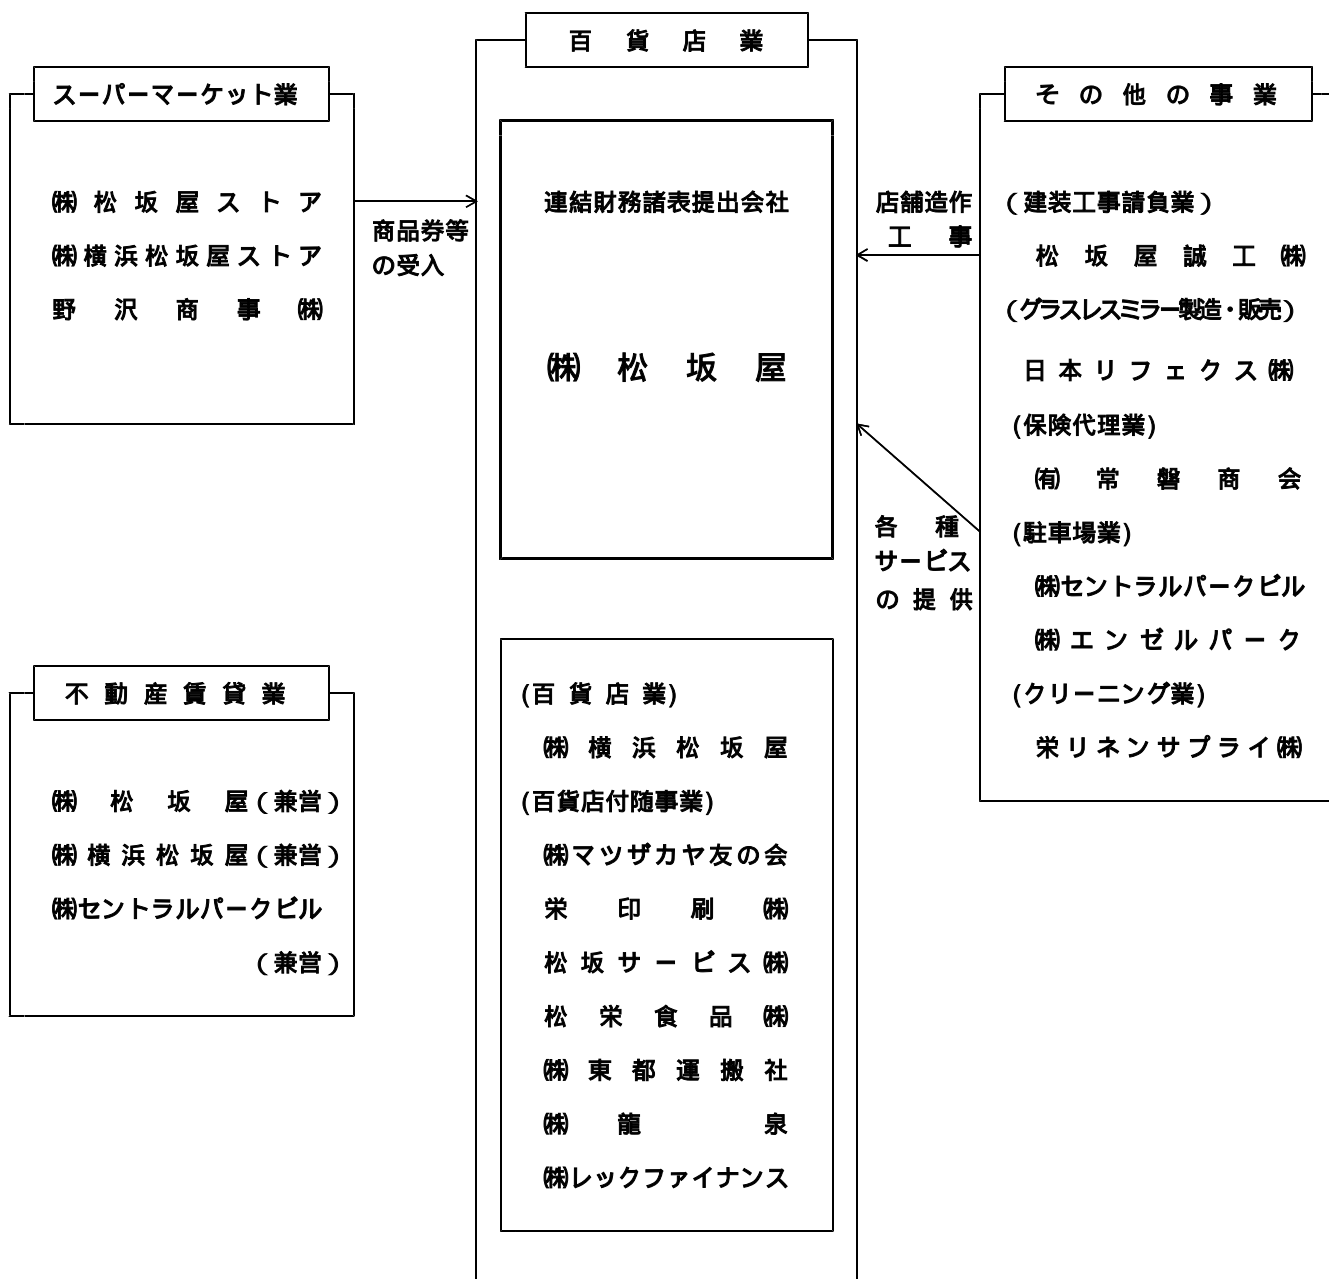 百貨店業
スーパーマーケット業
㈱松坂屋ストア
㈱横浜松坂屋ストア
野沢商事㈱
商品券等
の受入
連結財務諸表提出会社
㈱松坂屋
店舗造作
工事
各種
サービス
の提供
その他の事業
(建装工事請負業)
松坂屋誠工㈱
(グラスレスミラー製造・販売)
日本リフェクス㈱
(保険代理業)
㈲常磐商会
(駐車場業)
㈱セントラルパークビル
㈱エンゼルパーク
(クリーニング業)
栄リネンサプライ㈱
不動産賃貸業
㈱松坂屋(兼営)
㈱横浜松坂屋(兼営)
㈱セントラルパークビル
(兼営)
(百貨店業)
㈱横浜松坂屋
(百貨店付随事業)
㈱マツザカヤ友の会
栄印刷㈱
松坂サービス㈱
松栄食品㈱
㈱東都運搬社
㈱龍泉
㈱レックファイナンス